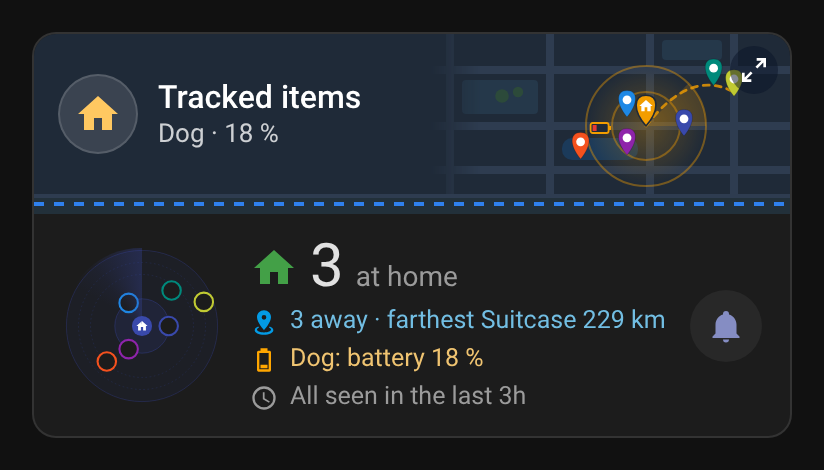 Tracked items
Dog · 18 %
3 at home
3 away · farthest Suitcase 229 km
Dog: battery 18 %
All seen in the last 3h